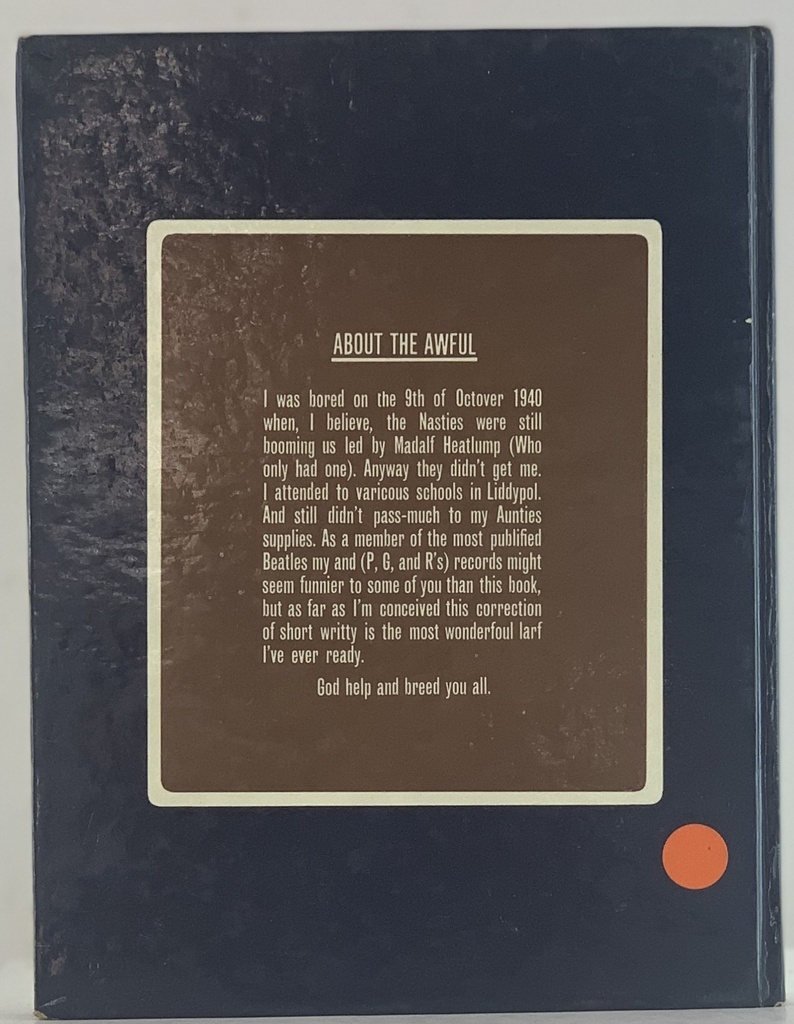 ABOUT THE AWFUL
I was bored on the 9th of Octover 1940
when, I believe, the Nasties were still
booming us led by Madalf Heatlump (Who
only had one). Anyway they didn't get me.
I attended to varicous schools in Liddypol.
And still didn't pass-much to my Aunties
supplies. As a member of the most publified
Beatles my and (P, G, and R's) records might
seem funnier to some of you than this book,
but as far as I'm conceived this correction
of short writty is the most wonderfoul larf
I've ever ready.
God help and breed you all.